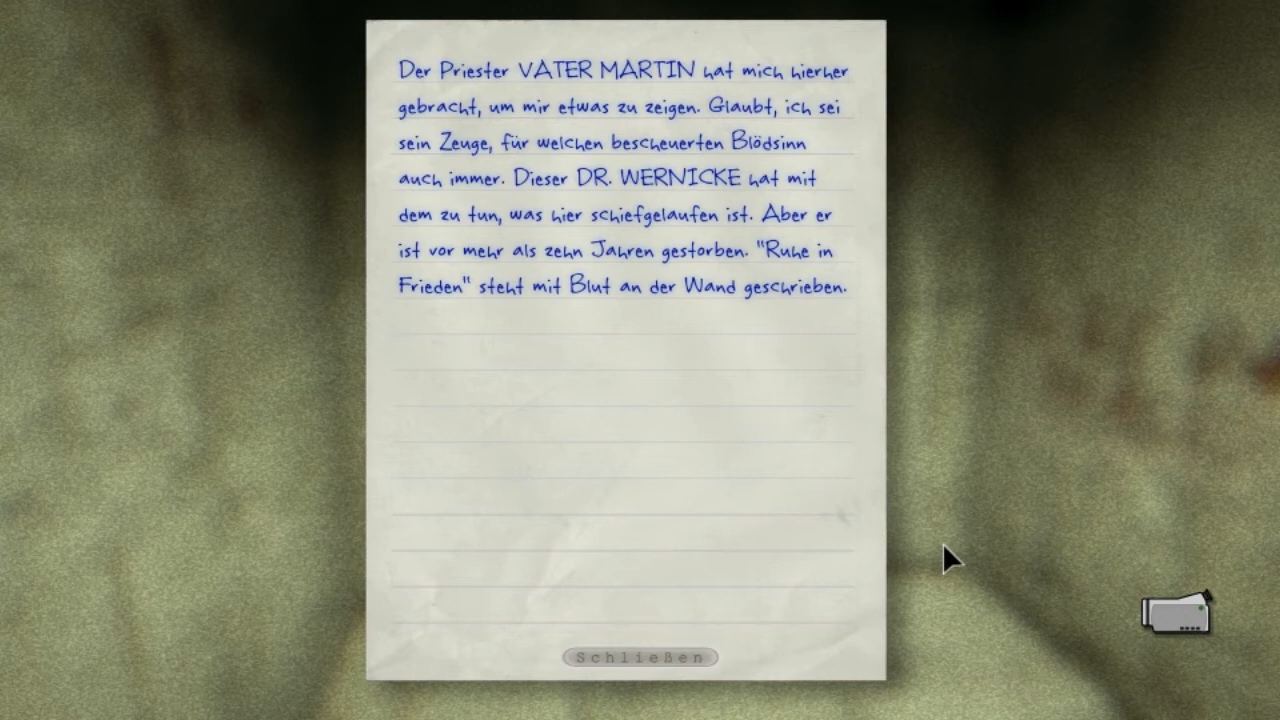 Der Priester VATER MARTIN hat mich hierher
gebracht, um mir etwas zu zeigen. Glaubt, ich sei
sein Zeuge, für welchen bescheuerten Blödsinn
auch immer. Dieser DR. WERNICKE hat mit
dem zu tun, was hier schiefgelaufen ist. Aber er
ist vor mehr als zehn Jahren gestorben. "Ruhe in
Frieden" steht mit Blut an der Wand geschrieben.
Schließen